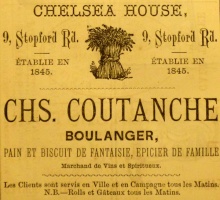 CHELSEA HOUSE,
9, Stopford Rd. 9, Stopford Rd.
ÉTABLIE EN 1845. ÉTABLIE EN 1845.
CHS. COUTANCHE
BOULANGER,
PAIN ET BISCUIT DE FANTAISIE, EPICIER DE FAMILLE
Marchand de Vins et Spiritueux.
Les Clients sont servis en Ville et en Campagne tous les Matins.
N.B.—Rolls et Gâteaux tous les Matins.